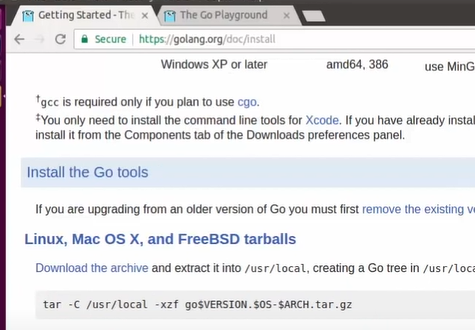 Getting Started - The
The Go Playground
Secure https://golang.org/doc/install
Windows XP or later amd64, 386 use MinG
†gcc is required only if you plan to use cgo.
‡You only need to install the command line tools for Xcode. If you have already instal
install it from the Components tab of the Downloads preferences panel.
Install the Go tools
If you are upgrading from an older version of Go you must first remove the existing ve
Linux, Mac OS X, and FreeBSD tarballs
Download the archive and extract it into /usr/local, creating a Go tree in /usr/loca
tar -C /usr/local -xzf go$VERSION.$OS-$ARCH.tar.gz